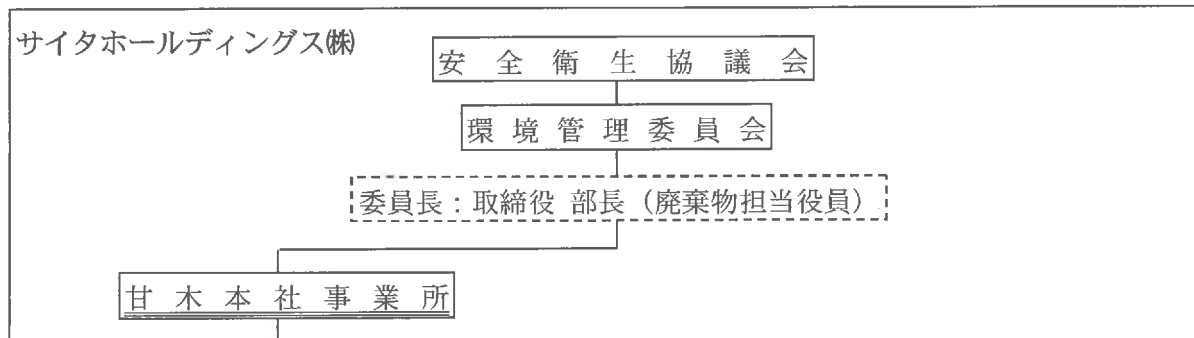 サイタホールディングス㈱
安全衛生協議会
環境管理委員会
委員長：取締役 部長（廃棄物担当役員）
甘木本社事業所